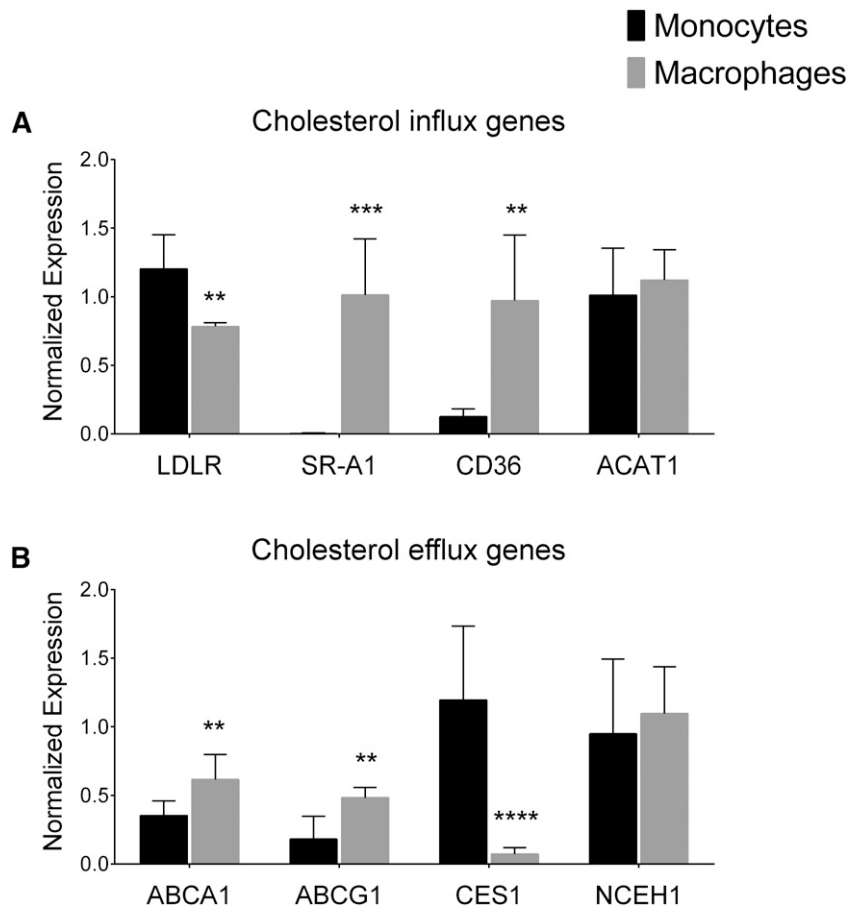 Monocytes
Macrophages
A
Cholesterol influx genes
Normalized Expression
2.0
1.5
1.0
0.5
0.0
**
***
**
LDLR SR-A1 CD36 ACAT1
B
Cholesterol efflux genes
Normalized Expression
2.0
1.5
1.0
0.5
0.0
**
**
****
ABCA1 ABCG1 CES1 NCEH1